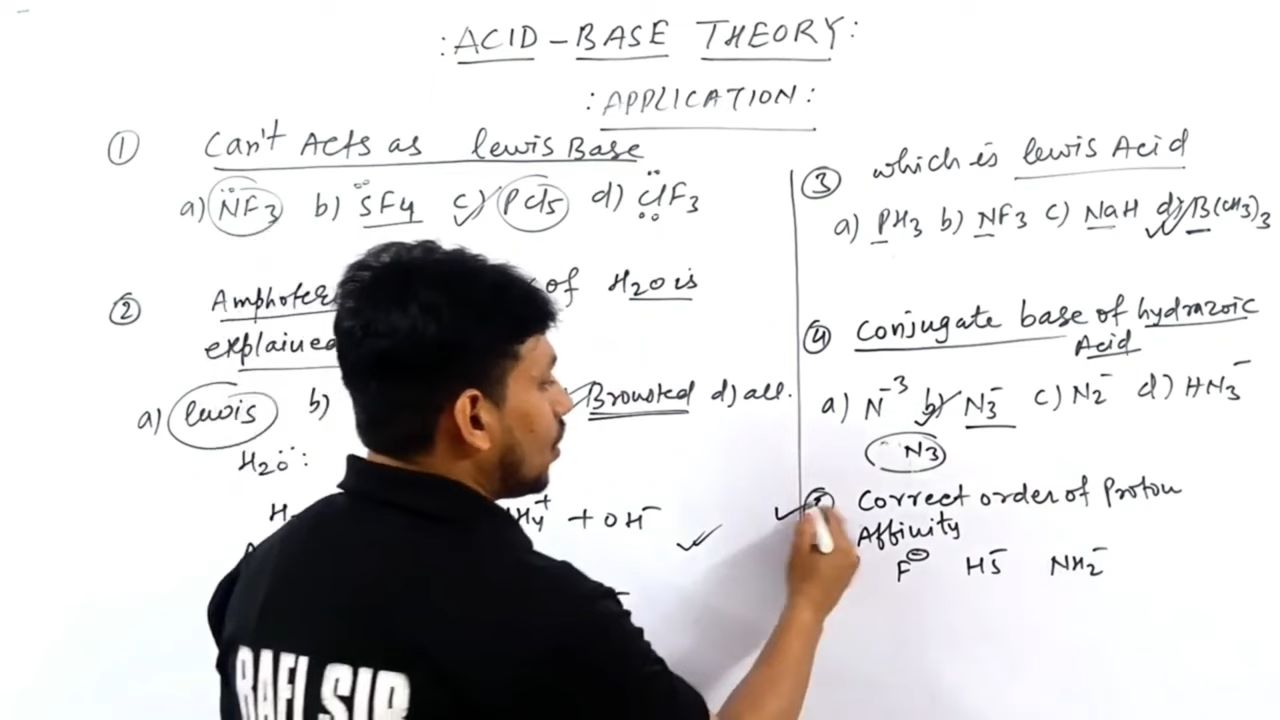 : ACID-BASE THEORY :
: APPLICATION :
① Can't Acts as lewis Base
a) NF3 b) SF4 c) PCl5 d) ClF3
② of H2O is
explained
a) lewis b) Bronsted d) all.
H2O:
+ OH⁻
③ which is lewis Acid
a) PH3 b) NF3 c) NaH d) B(CH3)3
④ Conjugate base of hydrazoic
Acid
a) N⁻³ b) N3⁻ c) N2⁻ d) HN3⁻
N3
Correct order of Proton
Affinity
F⊖ HS⁻ NH2⁻
RAFI SIR